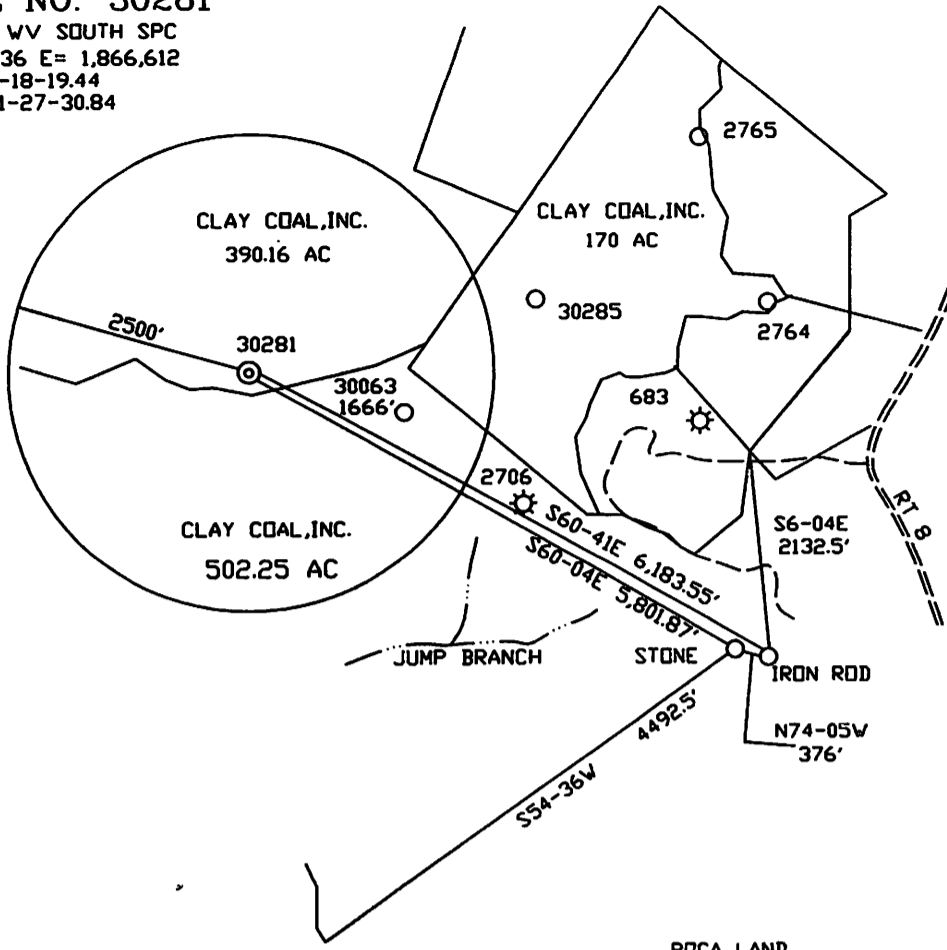 NO. 30281
WV SOUTH SPC
36 E= 1,866,612
-18-19.44
-27-30.84
2765
CLAY COAL,INC.
390.16 AC
CLAY COAL,INC.
170 AC
30285
2764
2500'
30281
30063
1666'
683
2706
RT 8
S6-04E
2132.5'
S60-41E 6,183.55'
S60-04E 5,801.87'
CLAY COAL,INC.
502.25 AC
JUMP BRANCH
STONE
IRON ROD
N74-05W
376'
S54-36W 4492.5'